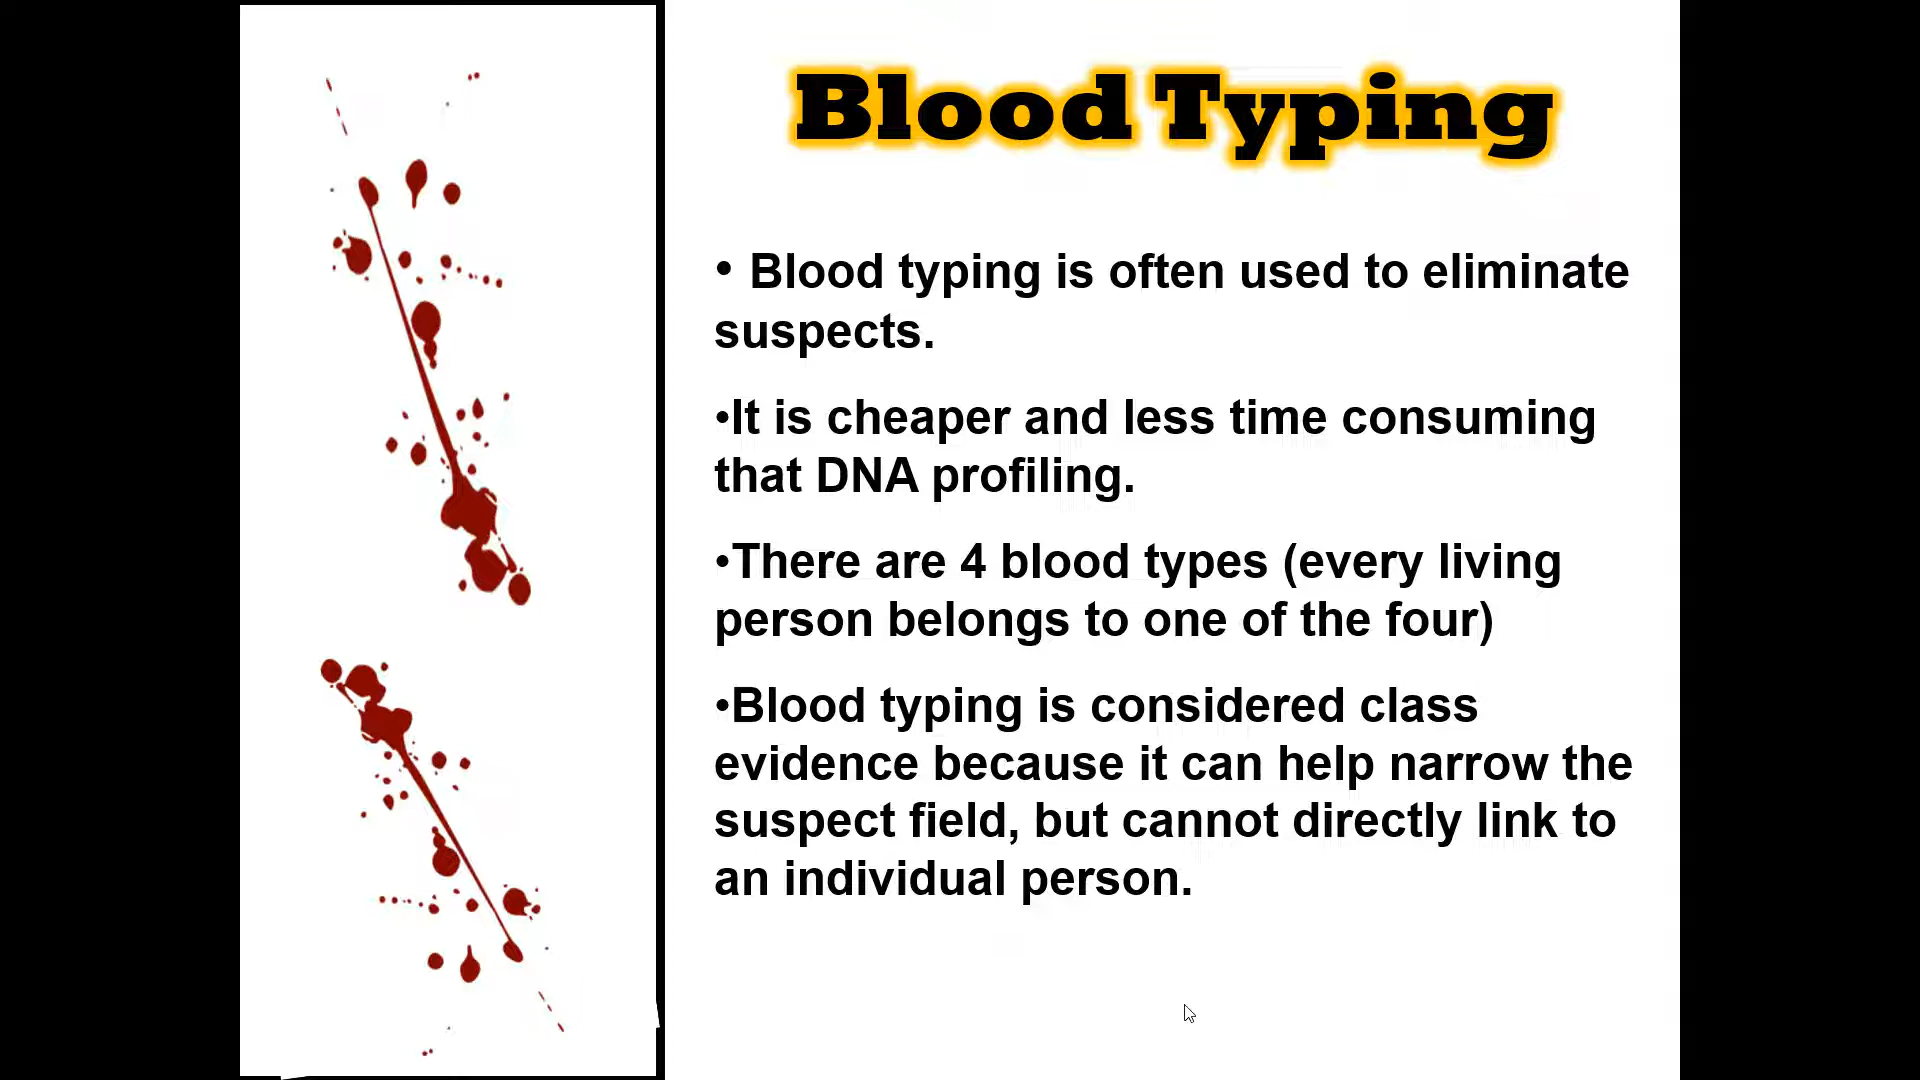 Blood Typing
• Blood typing is often used to eliminate
suspects.
•It is cheaper and less time consuming
that DNA profiling.
•There are 4 blood types (every living
person belongs to one of the four)
•Blood typing is considered class
evidence because it can help narrow the
suspect field, but cannot directly link to
an individual person.